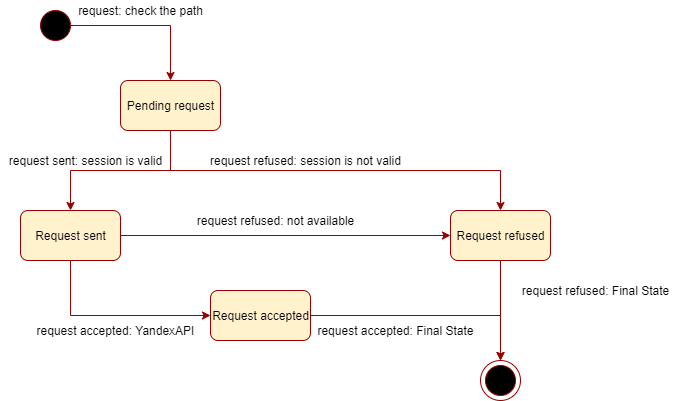 request: check the path
Pending request
request sent: session is valid
request refused: session is not valid
request refused: not available
Request sent
Request refused
request refused: Final State
Request accepted
request accepted: YandexAPI
request accepted: Final State